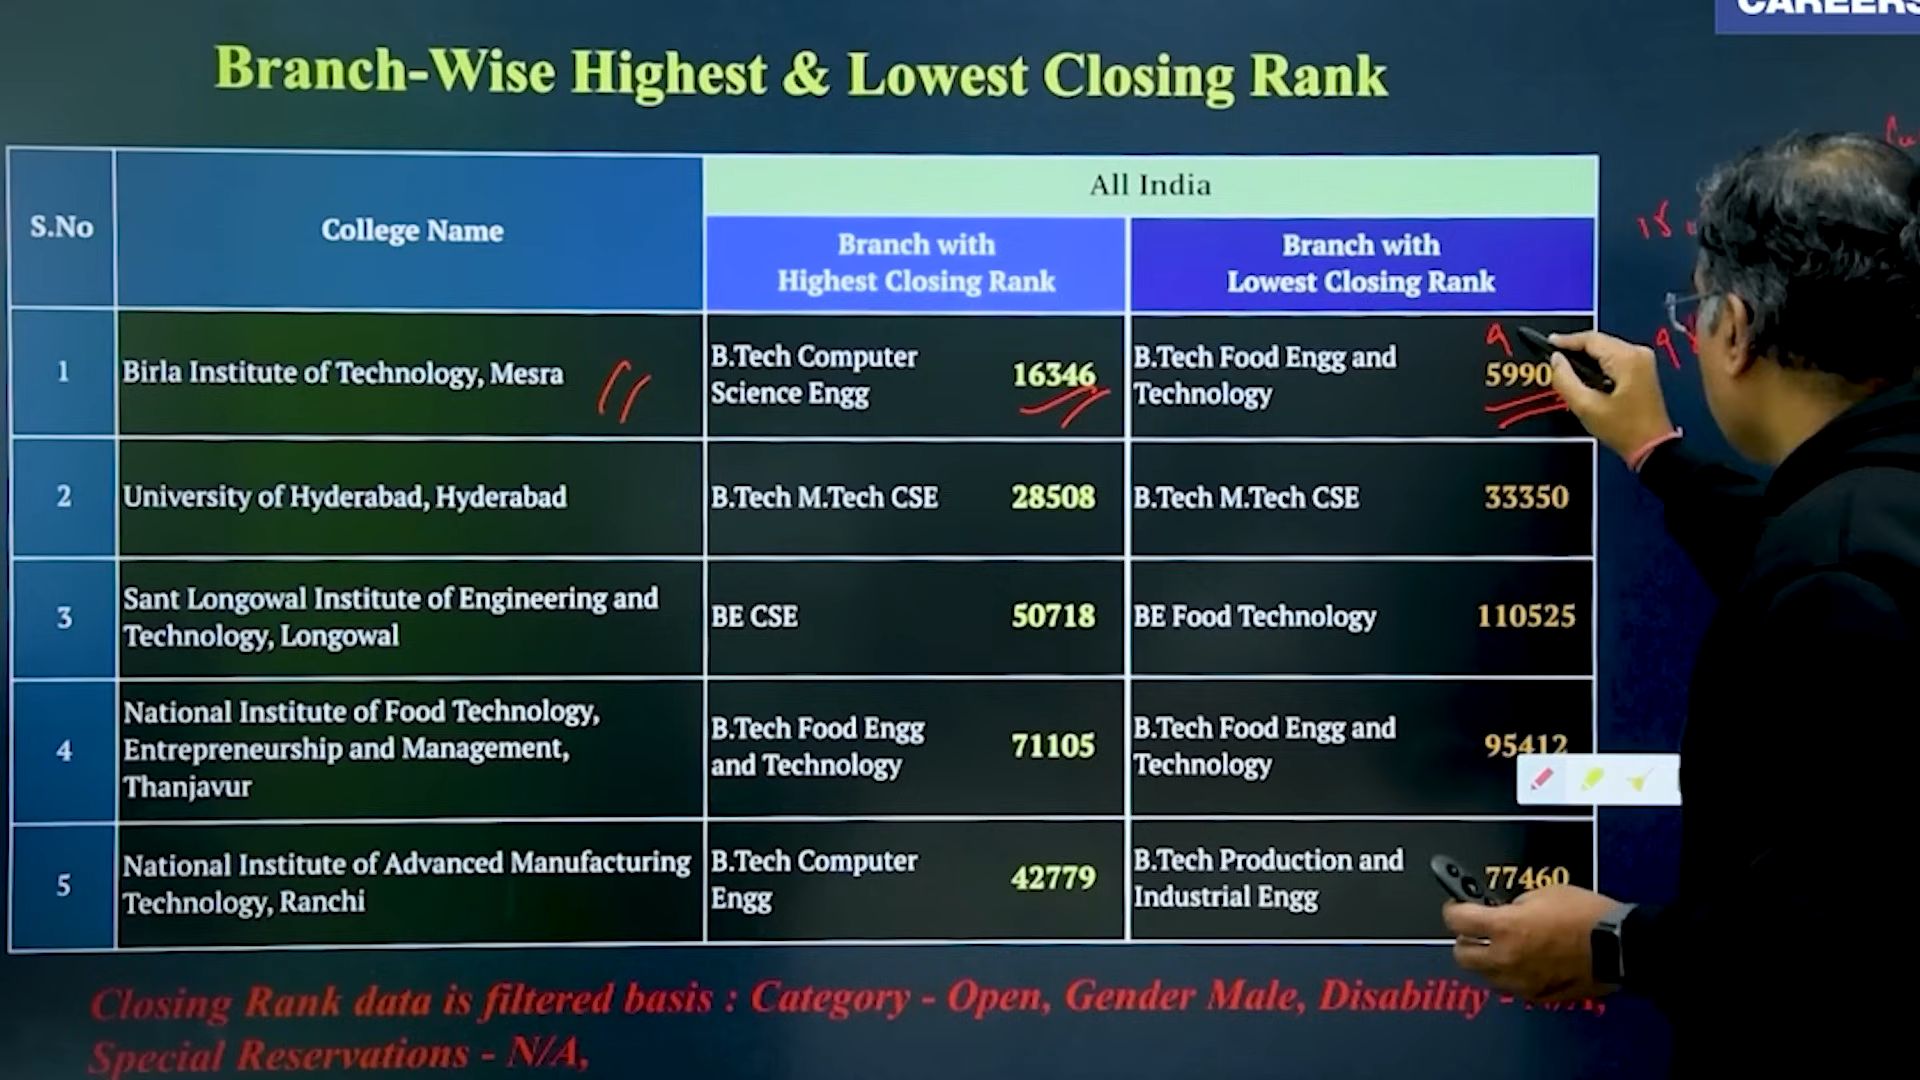 CAREERS
Branch-Wise Highest & Lowest Closing Rank
S.No
College Name
All India
Branch with
Highest Closing Rank
Branch with
Lowest Closing Rank
1
Birla Institute of Technology, Mesra
B.Tech Computer
Science Engg
16346
B.Tech Food Engg and
Technology
5990
2
University of Hyderabad, Hyderabad
B.Tech M.Tech CSE
28508
B.Tech M.Tech CSE
33350
3
Sant Longowal Institute of Engineering and
Technology, Longowal
BE CSE
50718
BE Food Technology
110525
4
National Institute of Food Technology,
Entrepreneurship and Management,
Thanjavur
B.Tech Food Engg
and Technology
71105
B.Tech Food Engg and
Technology
95412
5
National Institute of Advanced Manufacturing
Technology, Ranchi
B.Tech Computer
Engg
42779
B.Tech Production and
Industrial Engg
77460
Closing Rank data is filtered basis : Category - Open, Gender Male, Disability -
Special Reservations - N/A,